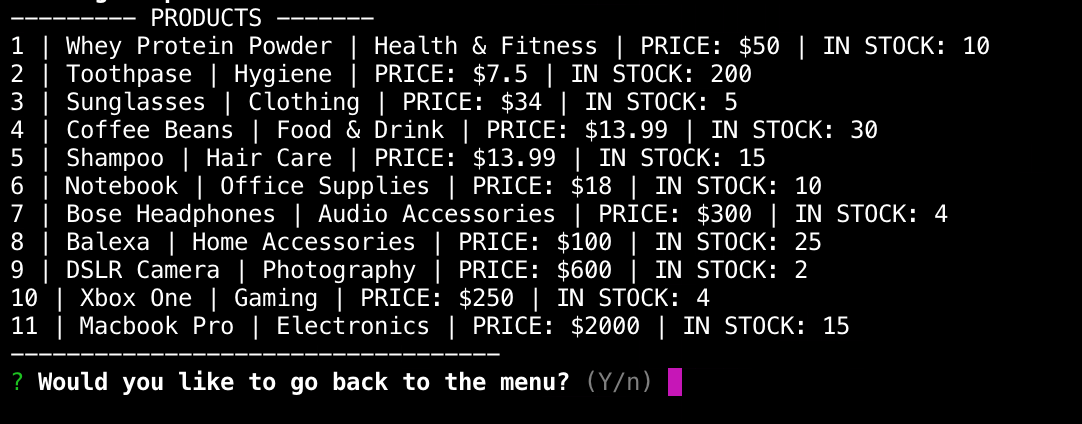 --------- PRODUCTS -------
1 | Whey Protein Powder | Health & Fitness | PRICE: $50 | IN STOCK: 10
2 | Toothpase | Hygiene | PRICE: $7.5 | IN STOCK: 200
3 | Sunglasses | Clothing | PRICE: $34 | IN STOCK: 5
4 | Coffee Beans | Food & Drink | PRICE: $13.99 | IN STOCK: 30
5 | Shampoo | Hair Care | PRICE: $13.99 | IN STOCK: 15
6 | Notebook | Office Supplies | PRICE: $18 | IN STOCK: 10
7 | Bose Headphones | Audio Accessories | PRICE: $300 | IN STOCK: 4
8 | Balexa | Home Accessories | PRICE: $100 | IN STOCK: 25
9 | DSLR Camera | Photography | PRICE: $600 | IN STOCK: 2
10 | Xbox One | Gaming | PRICE: $250 | IN STOCK: 4
11 | Macbook Pro | Electronics | PRICE: $2000 | IN STOCK: 15
-----------------------------------
? Would you like to go back to the menu? (Y/n)